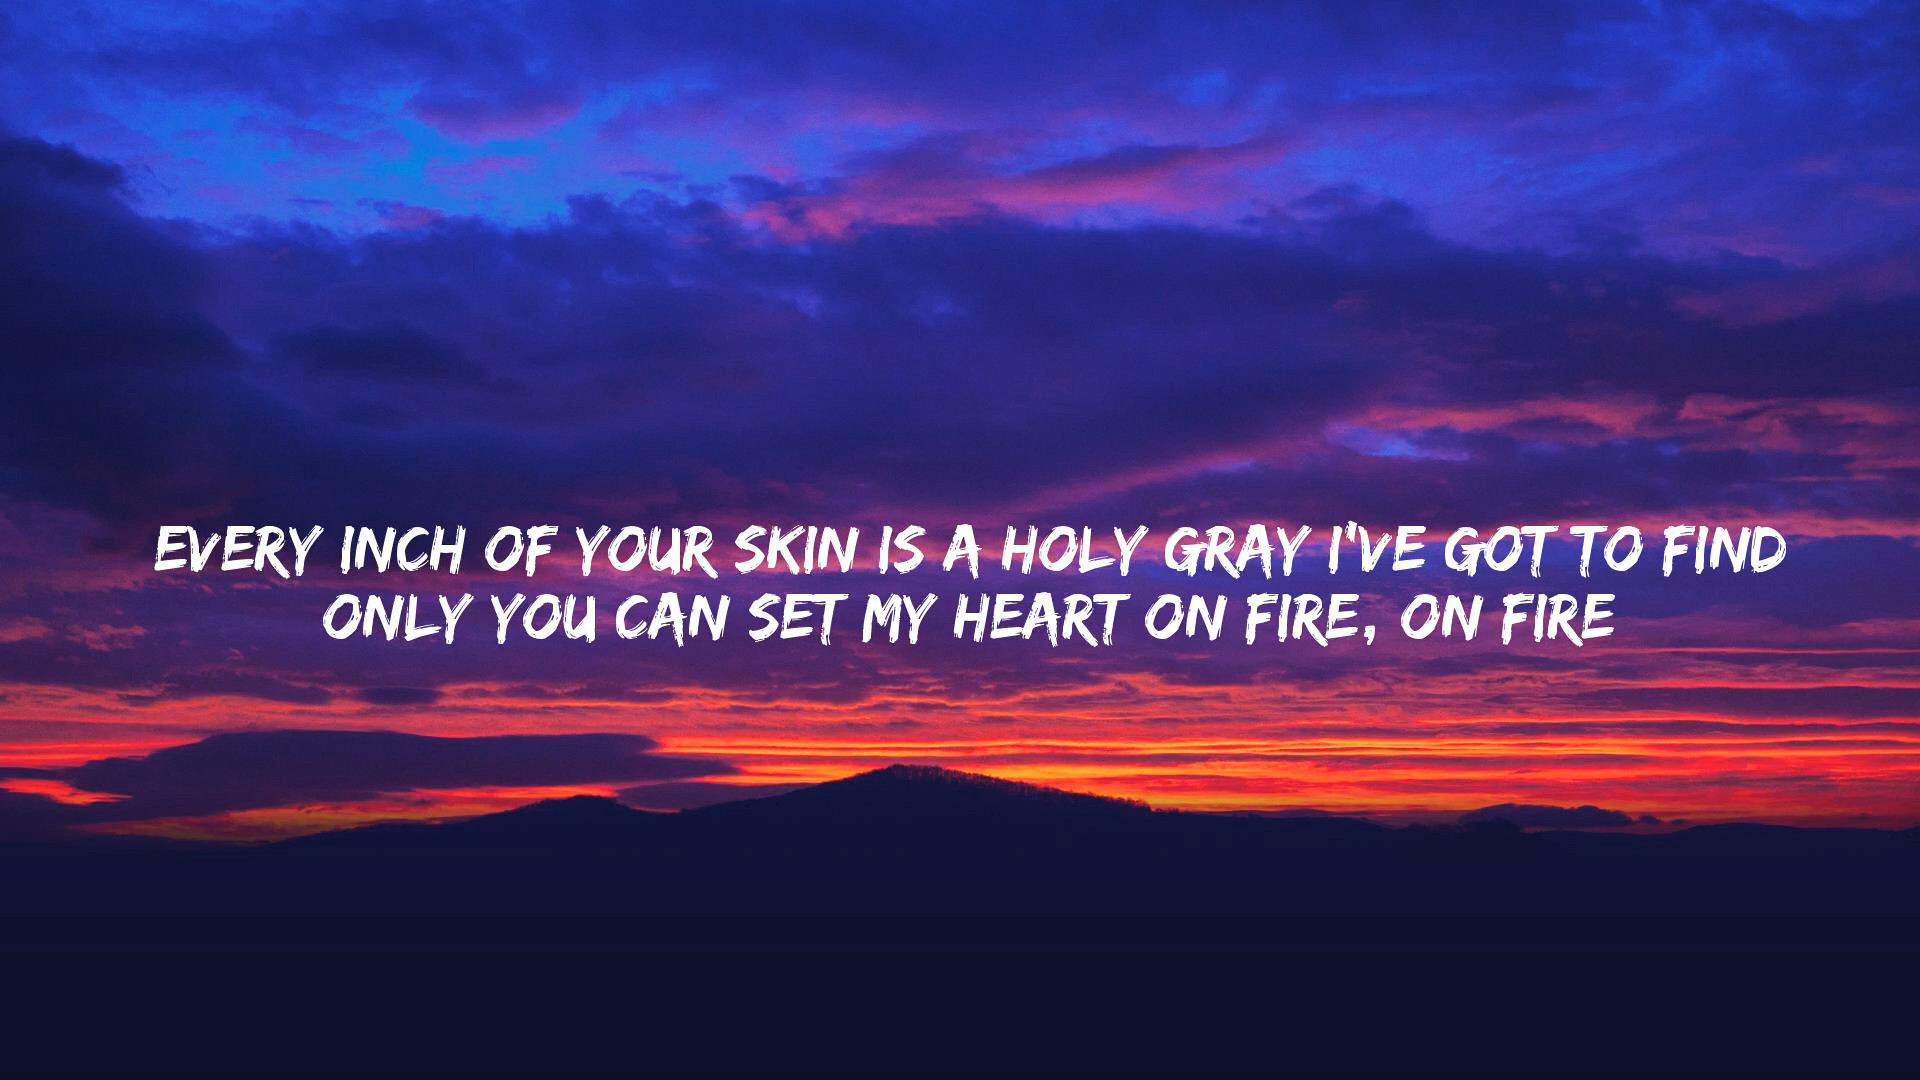 EVERY INCH OF YOUR SKIN IS A HOLY GRAY I'VE GOT TO FIND
ONLY YOU CAN SET MY HEART ON FIRE, ON FIRE